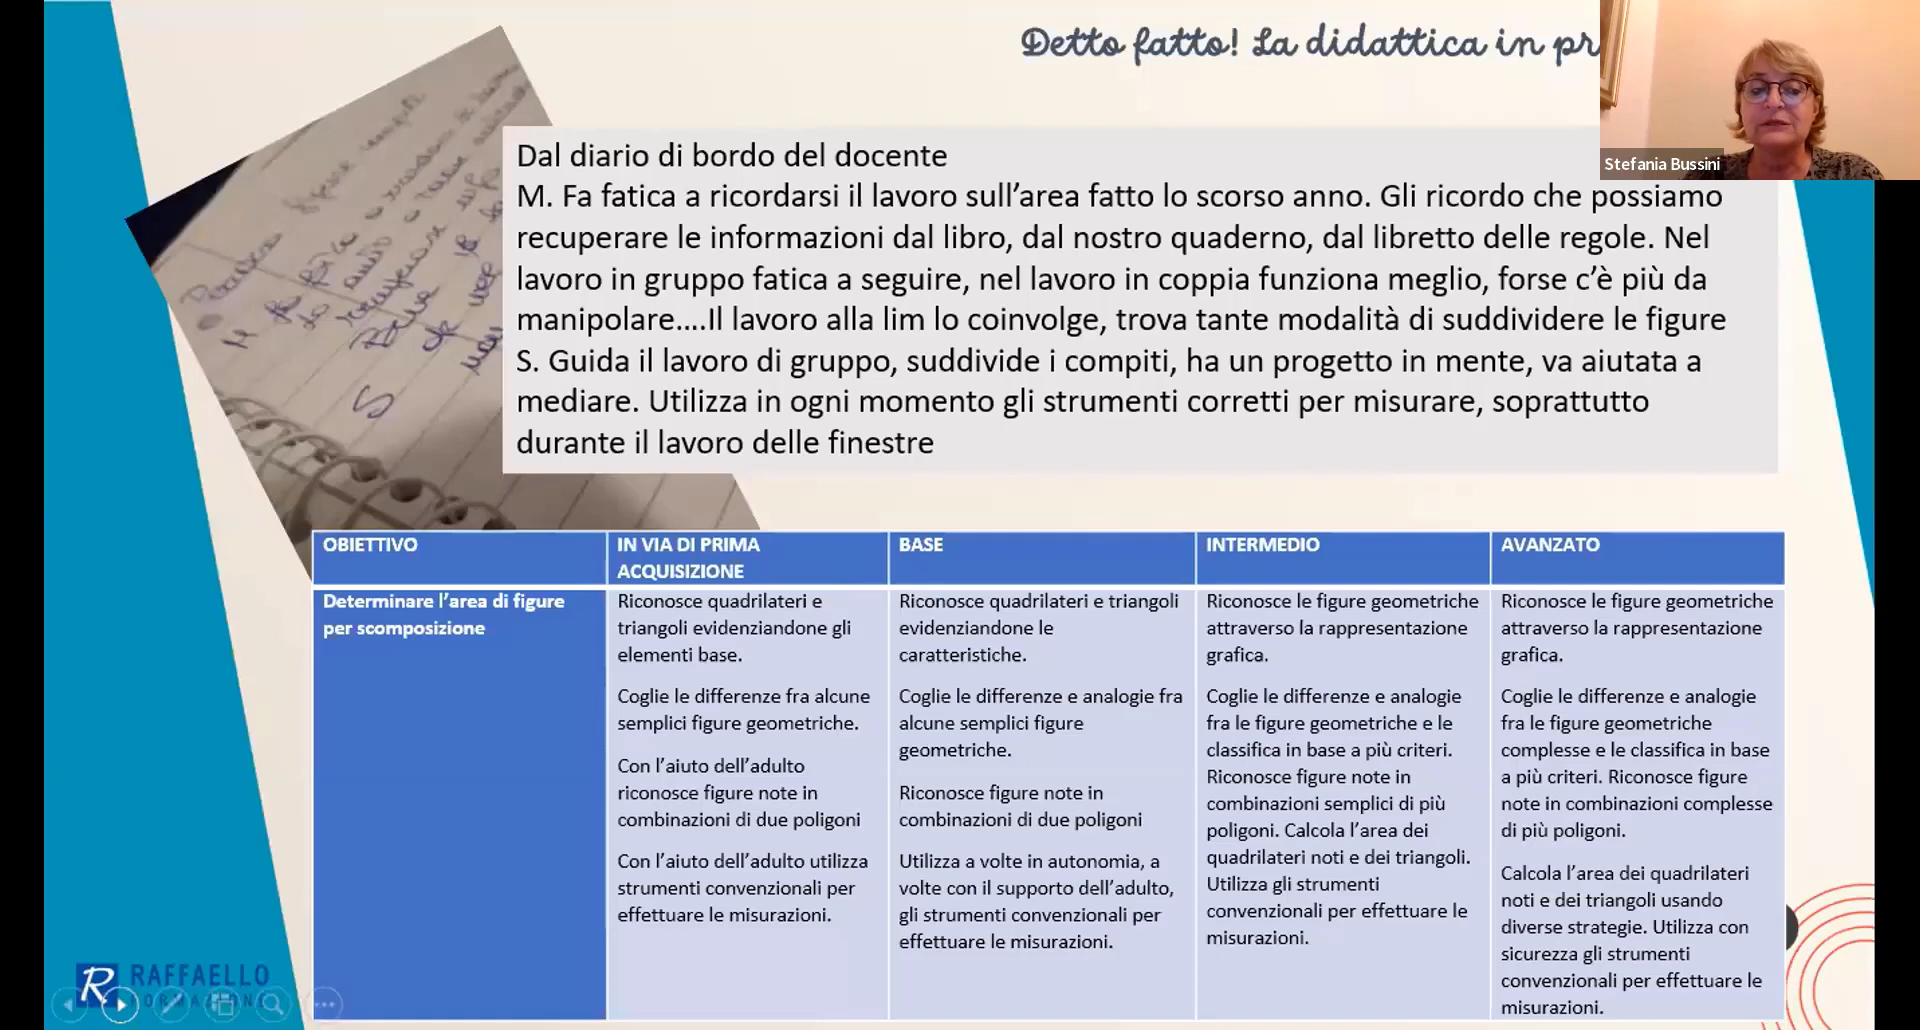 Detto fatto! La didattica in pr
Stefania Bussini
Dal diario di bordo del docente
M. Fa fatica a ricordarsi il lavoro sull’area fatto lo scorso anno. Gli ricordo che possiamo
recuperare le informazioni dal libro, dal nostro quaderno, dal libretto delle regole. Nel
lavoro in gruppo fatica a seguire, nel lavoro in coppia funziona meglio, forse c’è più da
manipolare….Il lavoro alla lim lo coinvolge, trova tante modalità di suddividere le figure
S. Guida il lavoro di gruppo, suddivide i compiti, ha un progetto in mente, va aiutata a
mediare. Utilizza in ogni momento gli strumenti corretti per misurare, soprattutto
durante il lavoro delle finestre
OBIETTIVO
IN VIA DI PRIMA
ACQUISIZIONE
BASE
INTERMEDIO
AVANZATO
Determinare l’area di figure
per scomposizione
Riconosce quadrilateri e
triangoli evidenziandone gli
elementi base.
Coglie le differenze fra alcune
semplici figure geometriche.
Con l’aiuto dell’adulto
riconosce figure note in
combinazioni di due poligoni
Con l’aiuto dell’adulto utilizza
strumenti convenzionali per
effettuare le misurazioni.
Riconosce quadrilateri e triangoli
evidenziandone le
caratteristiche.
Coglie le differenze e analogie fra
alcune semplici figure
geometriche.
Riconosce figure note in
combinazioni di due poligoni
Utilizza a volte in autonomia, a
volte con il supporto dell’adulto,
gli strumenti convenzionali per
effettuare le misurazioni.
Riconosce le figure geometriche
attraverso la rappresentazione
grafica.
Coglie le differenze e analogie
fra le figure geometriche e le
classifica in base a più criteri.
Riconosce figure note in
combinazioni semplici di più
poligoni. Calcola l’area dei
quadrilateri noti e dei triangoli.
Utilizza gli strumenti
convenzionali per effettuare le
misurazioni.
Riconosce le figure geometriche
attraverso la rappresentazione
grafica.
Coglie le differenze e analogie
fra le figure geometriche
complesse e le classifica in base
a più criteri. Riconosce figure
note in combinazioni complesse
di più poligoni.
Calcola l’area dei quadrilateri
noti e dei triangoli usando
diverse strategie. Utilizza con
sicurezza gli strumenti
convenzionali per effettuare le
misurazioni.
R RAFFAELLO
FORMAZIONE